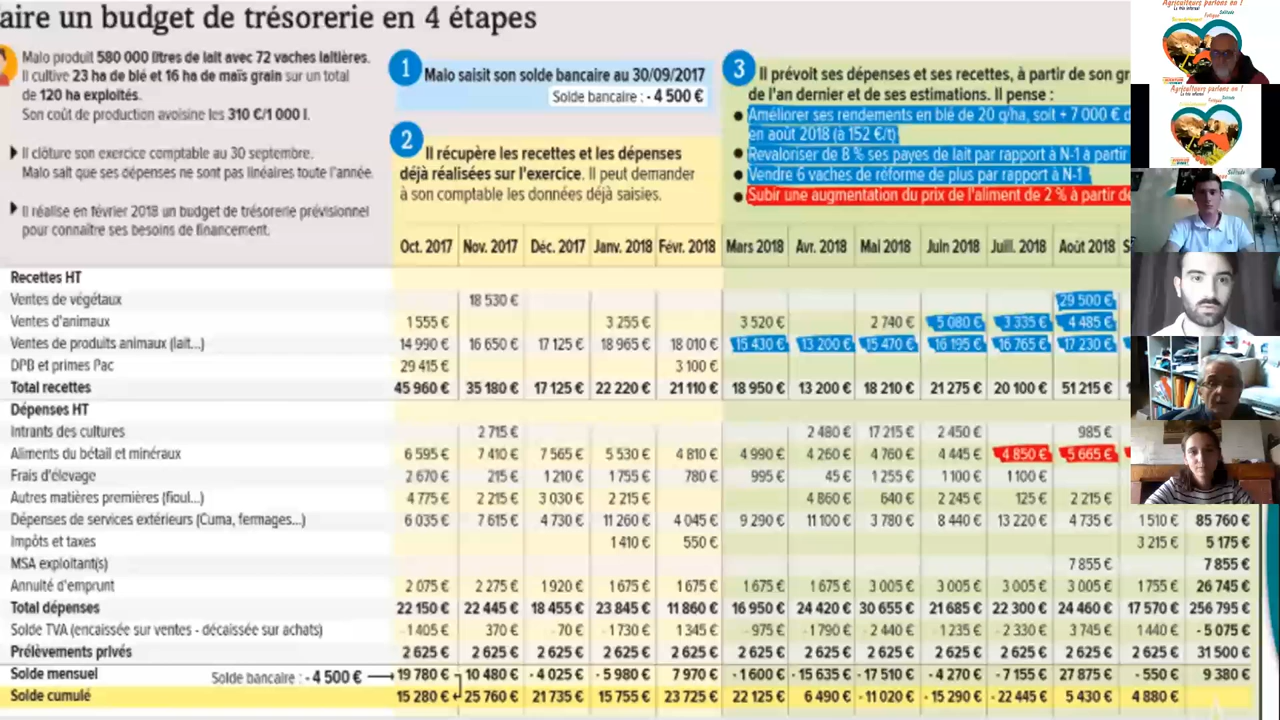 aire un budget de trésorerie en 4 étapes
Malo produit 580 000 litres de lait avec 72 vaches laitières.
Il cultive 23 ha de blé et 16 ha de maïs grain sur un total
de 120 ha exploités.
Son coût de production avoisine les 310 €/1 000 l.
Il clôture son exercice comptable au 30 septembre.
Malo sait que ses dépenses ne sont pas linéaires toute l'année.
Il réalise en février 2018 un budget de trésorerie prévisionnel
pour connaître ses besoins de financement.
1 Malo saisit son solde bancaire au 30/09/2017
Solde bancaire : - 4 500 €
2 Il récupère les recettes et les dépenses
déjà réalisées sur l'exercice. Il peut demander
à son comptable les données déjà saisies.
3 Il prévoit ses dépenses et ses recettes, à partir de son gr
de l'an dernier et de ses estimations. Il pense :
● Améliorer ses rendements en blé de 20 q/ha, soit + 7 000 € d
en août 2018 (à 152 €/t)
● Revaloriser de 8 % ses payes de lait par rapport à N-1 à partir
● Vendre 6 vaches de réforme de plus par rapport à N-1
● Subir une augmentation du prix de l'aliment de 2 % à partir de
Oct. 2017 Nov. 2017 Déc. 2017 Janv. 2018 Févr. 2018 Mars 2018 Avr. 2018 Mai 2018 Juin 2018 Juill. 2018 Août 2018 S
Recettes HT
Ventes de végétaux 18 530 € 29 500 €
Ventes d'animaux 1 555 € 3 255 € 3 520 € 2 740 € 5 080 € 3 335 € 4 485 €
Ventes de produits animaux (lait...) 14 990 € 16 650 € 17 125 € 18 965 € 18 010 € 15 430 € 13 200 € 15 470 € 16 195 € 16 765 € 17 230 €
DPB et primes Pac 29 415 € 3 100 €
Total recettes 45 960 € 35 180 € 17 125 € 22 220 € 21 110 € 18 950 € 13 200 € 18 210 € 21 275 € 20 100 € 51 215 €
Dépenses HT
Intrants des cultures 2 715 € 2 480 € 17 215 € 2 450 € 985 €
Aliments du bétail et minéraux 6 595 € 7 410 € 7 565 € 5 530 € 4 810 € 4 990 € 4 260 € 4 760 € 4 445 € 4 850 € 5 665 €
Frais d'élevage 2 670 € 215 € 1 210 € 1 755 € 780 € 995 € 45 € 1 255 € 1 100 € 1 100 €
Autres matières premières (fioul...) 4 775 € 2 215 € 3 030 € 2 215 € 4 860 € 640 € 2 245 € 125 € 2 215 €
Dépenses de services extérieurs (Cuma, fermages...) 6 035 € 7 615 € 4 730 € 11 260 € 4 045 € 9 290 € 11 100 € 3 780 € 8 440 € 13 220 € 4 735 € 1 510 € 85 760 €
Impôts et taxes 1 410 € 550 € 3 215 € 5 175 €
MSA exploitant(s) 7 855 € 7 855 €
Annuité d'emprunt 2 075 € 2 275 € 1 920 € 1 675 € 1 675 € 1 675 € 1 675 € 3 005 € 3 005 € 3 005 € 3 005 € 1 755 € 26 745 €
Total dépenses 22 150 € 22 445 € 18 455 € 23 845 € 11 860 € 16 950 € 24 420 € 30 655 € 21 685 € 22 300 € 24 460 € 17 570 € 256 795 €
Solde TVA (encaissée sur ventes - décaissée sur achats) - 1 405 € 370 € - 70 € - 1 730 € 1 345 € - 975 € - 1 790 € - 2 440 € - 1 235 € - 2 330 € 3 745 € 1 440 € - 5 075 €
Prélèvements privés 2 625 € 2 625 € 2 625 € 2 625 € 2 625 € 2 625 € 2 625 € 2 625 € 2 625 € 2 625 € 2 625 € 2 625 € 31 500 €
Solde mensuel Solde bancaire : - 4 500 € 19 780 € 10 480 € - 4 025 € - 5 980 € 7 970 € - 1 600 € - 15 635 € - 17 510 € - 4 270 € - 7 155 € 27 875 € - 550 € 9 380 €
Solde cumulé 15 280 € 25 760 € 21 735 € 15 755 € 23 725 € 22 125 € 6 490 € - 11 020 € - 15 290 € - 22 445 € 5 430 € 4 880 €
Agriculteurs parlons en !
Solitude
Fatigue
Agriculteurs parlons en !